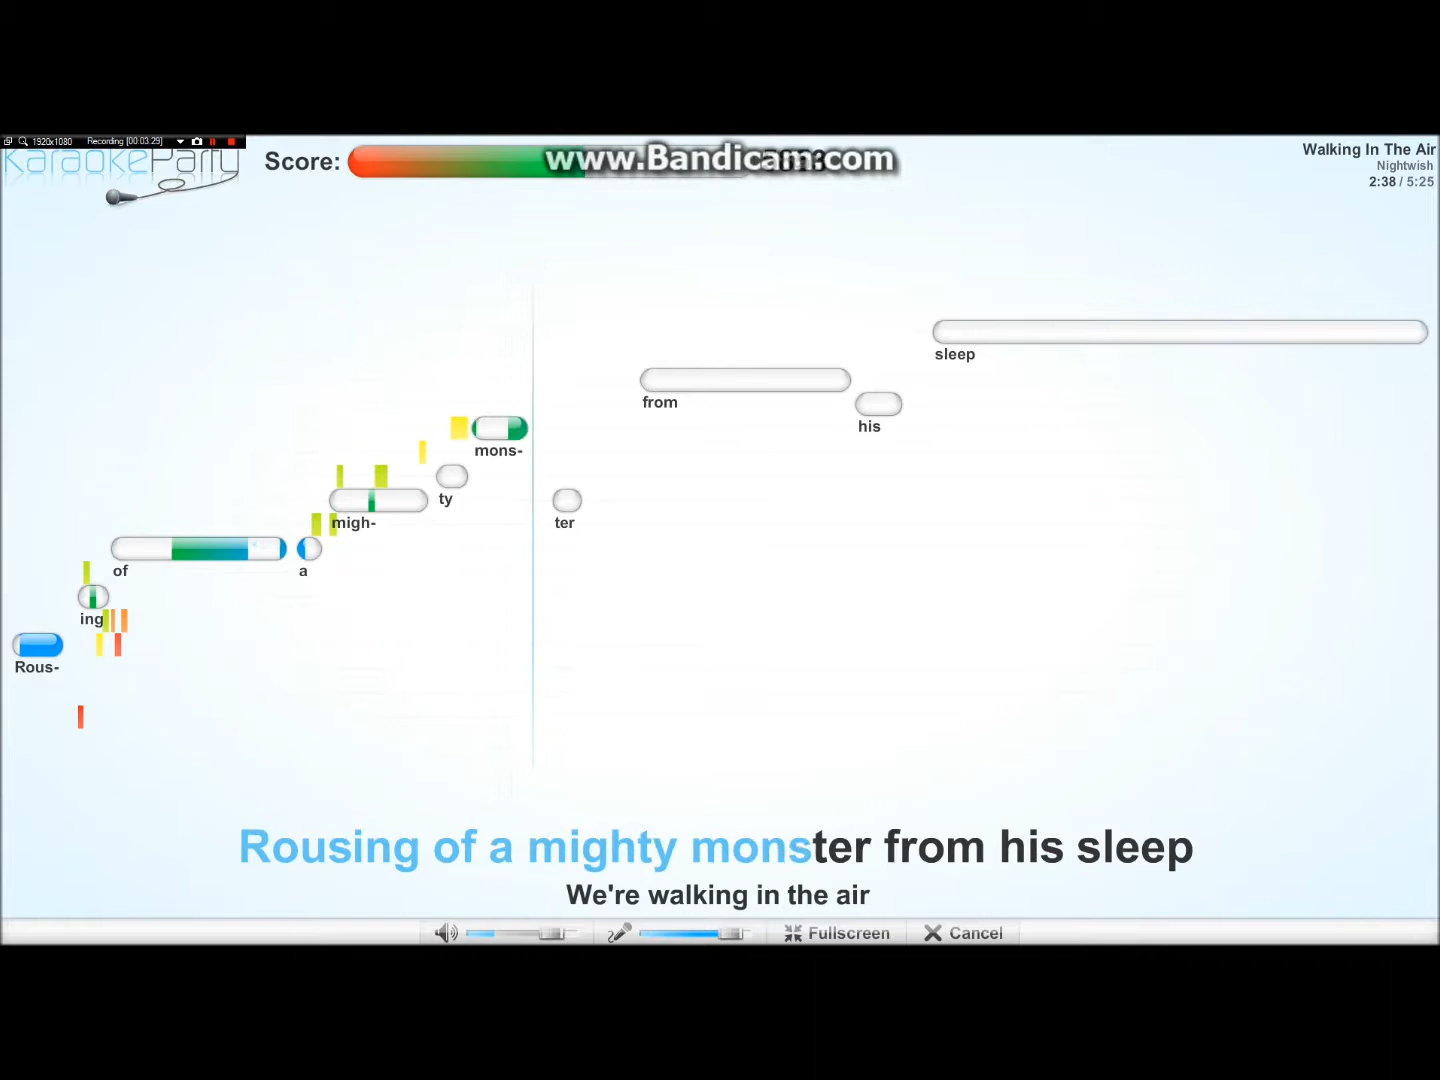 1920x1080 Recording [00:03:29]
KaraokeParty
Score:
www.Bandicam.com
Walking In The Air
Nightwish
2:38 / 5:25
sleep
from
his
mons-
ty
migh-
ter
of
a
ing
Rous-
Rousing of a mighty monster from his sleep
We're walking in the air
Fullscreen
Cancel